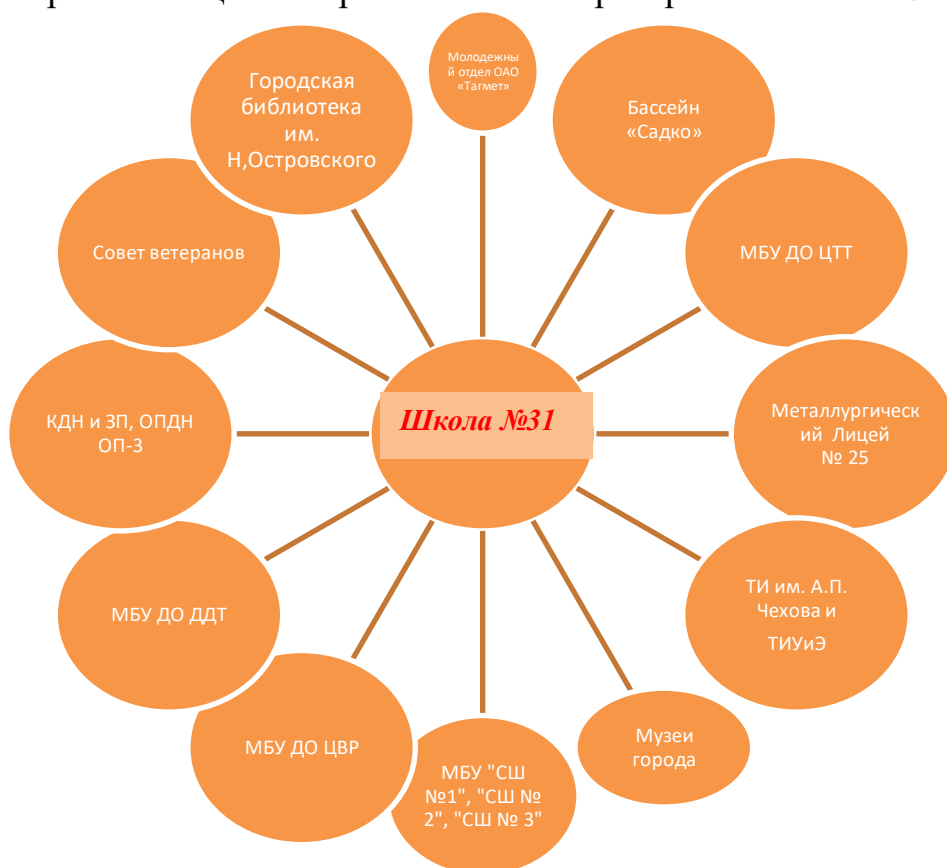 Молодежны
й отдел ОАО
«Тагмет»
Бассейн
«Садко»
МБУ ДО ЦТТ
Металлургическ
ий Лицей
№ 25
ТИ им. А.П.
Чехова и
ТИУиЭ
Музеи
города
МБУ "СШ
№1", "СШ №
2", "СШ № 3"
МБУ ДО ЦВР
МБУ ДО ДДТ
КДН и ЗП, ОПДН
ОП-3
Совет ветеранов
Городская
библиотека
им.
Н,Островского
Школа №31